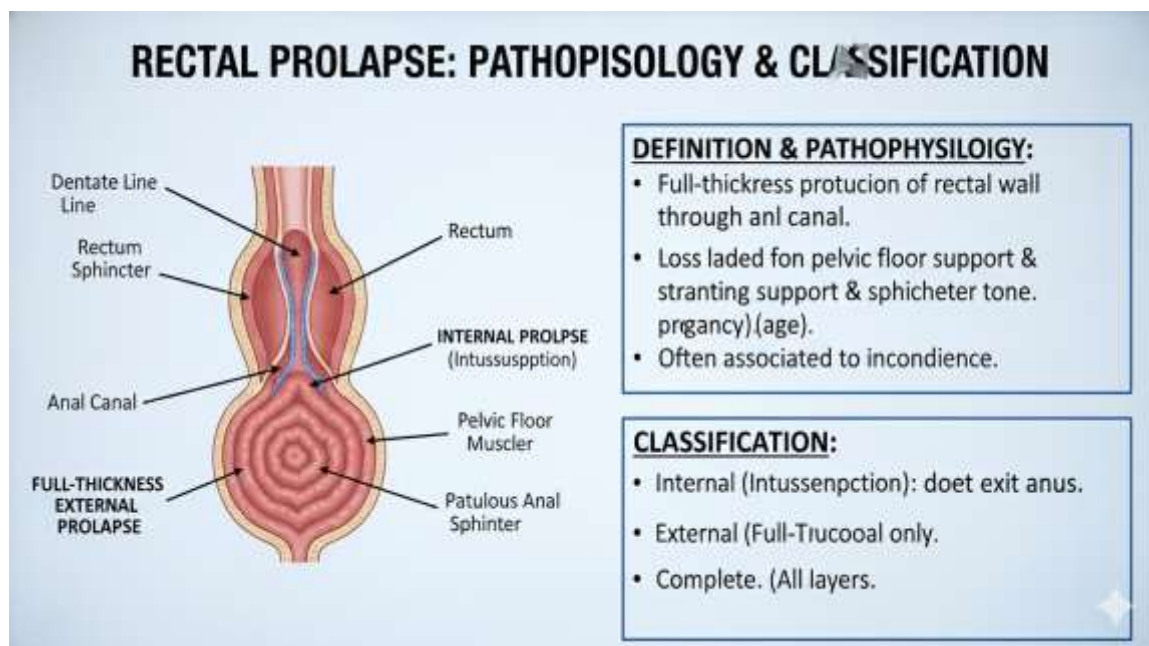 RECTAL PROLAPSE: PATHOPISOLOGY & CLASSIFICATION
Dentate Line
Line
Rectum
Sphincter
Anal Canal
FULL-THICKNESS
EXTERNAL
PROLAPSE
Rectum
INTERNAL PROLPSE
(Intussuspption)
Pelvic Floor
Muscler
Patulous Anal
Sphinter
DEFINITION & PATHOPHYSILOIGY:
• Full-thickress protucion of rectal wall
through anl canal.
• Loss laded fon pelvic floor support &
stranting support & sphicheter tone.
prегancy).(age).
• Often associated to incondience.
CLASSIFICATION:
• Internal (Intussenpction): doet exit anus.
• External (Full-Trucooal only.
• Complete. (All layers.